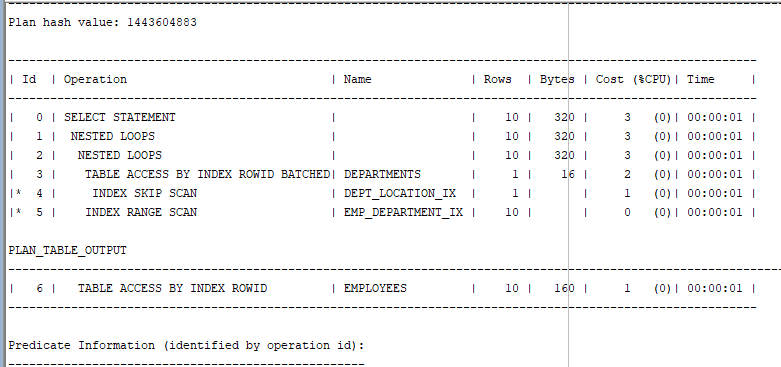 Plan hash value: 1443604883
--------------------------------------------------------------------------------------------------------
| Id  | Operation                            | Name              | Rows  | Bytes | Cost (%CPU)| Time     |
--------------------------------------------------------------------------------------------------------
|   0 | SELECT STATEMENT                     |                   |    10 |   320 |     3   (0)| 00:00:01 |
|   1 |  NESTED LOOPS                        |                   |    10 |   320 |     3   (0)| 00:00:01 |
|   2 |   NESTED LOOPS                       |                   |    10 |   320 |     3   (0)| 00:00:01 |
|   3 |    TABLE ACCESS BY INDEX ROWID BATCHED| DEPARTMENTS       |     1 |    16 |     2   (0)| 00:00:01 |
|*  4 |     INDEX SKIP SCAN                  | DEPT_LOCATION_IX  |     1 |       |     1   (0)| 00:00:01 |
|*  5 |    INDEX RANGE SCAN                  | EMP_DEPARTMENT_IX |    10 |       |     0   (0)| 00:00:01 |
PLAN_TABLE_OUTPUT
--------------------------------------------------------------------------------------------------------
|   6 |   TABLE ACCESS BY INDEX ROWID        | EMPLOYEES         |    10 |   160 |     1   (0)| 00:00:01 |
--------------------------------------------------------------------------------------------------------
Predicate Information (identified by operation id):
---------------------------------------------------